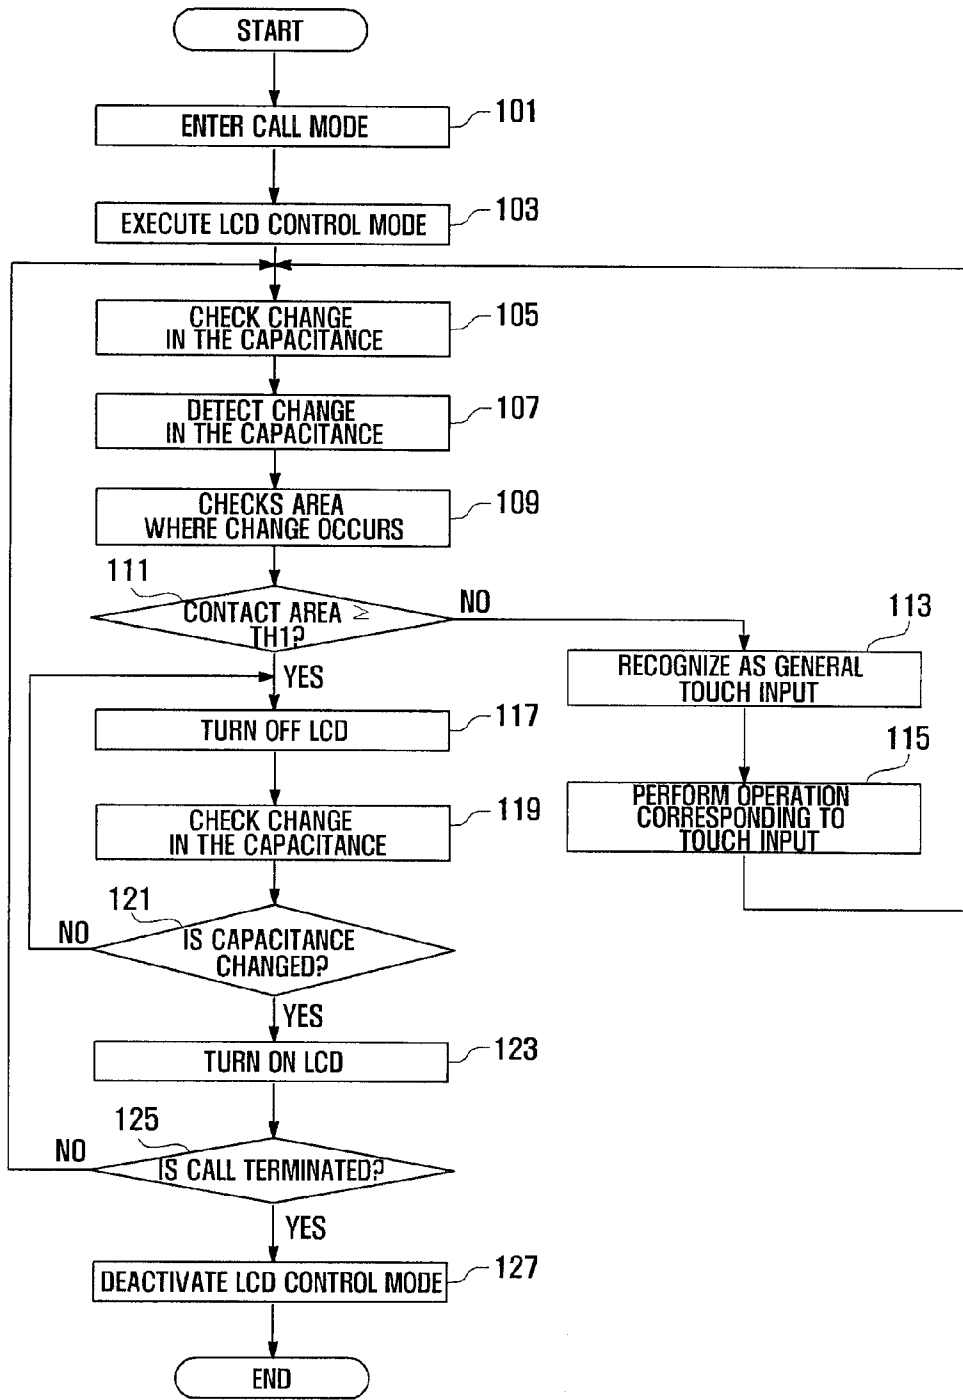 START
ENTER CALL MODE
101
EXECUTE LCD CONTROL MODE
103
CHECK CHANGE
IN THE CAPACITANCE
105
DETECT CHANGE
IN THE CAPACITANCE
107
CHECKS AREA
WHERE CHANGE OCCURS
109
111
CONTACT AREA ≥
TH1?
NO
YES
113
RECOGNIZE AS GENERAL
TOUCH INPUT
TURN OFF LCD
117
115
PERFORM OPERATION
CORRESPONDING TO
TOUCH INPUT
CHECK CHANGE
IN THE CAPACITANCE
119
121
IS CAPACITANCE
CHANGED?
NO
YES
TURN ON LCD
123
125
IS CALL TERMINATED?
NO
YES
DEACTIVATE LCD CONTROL MODE
127
END